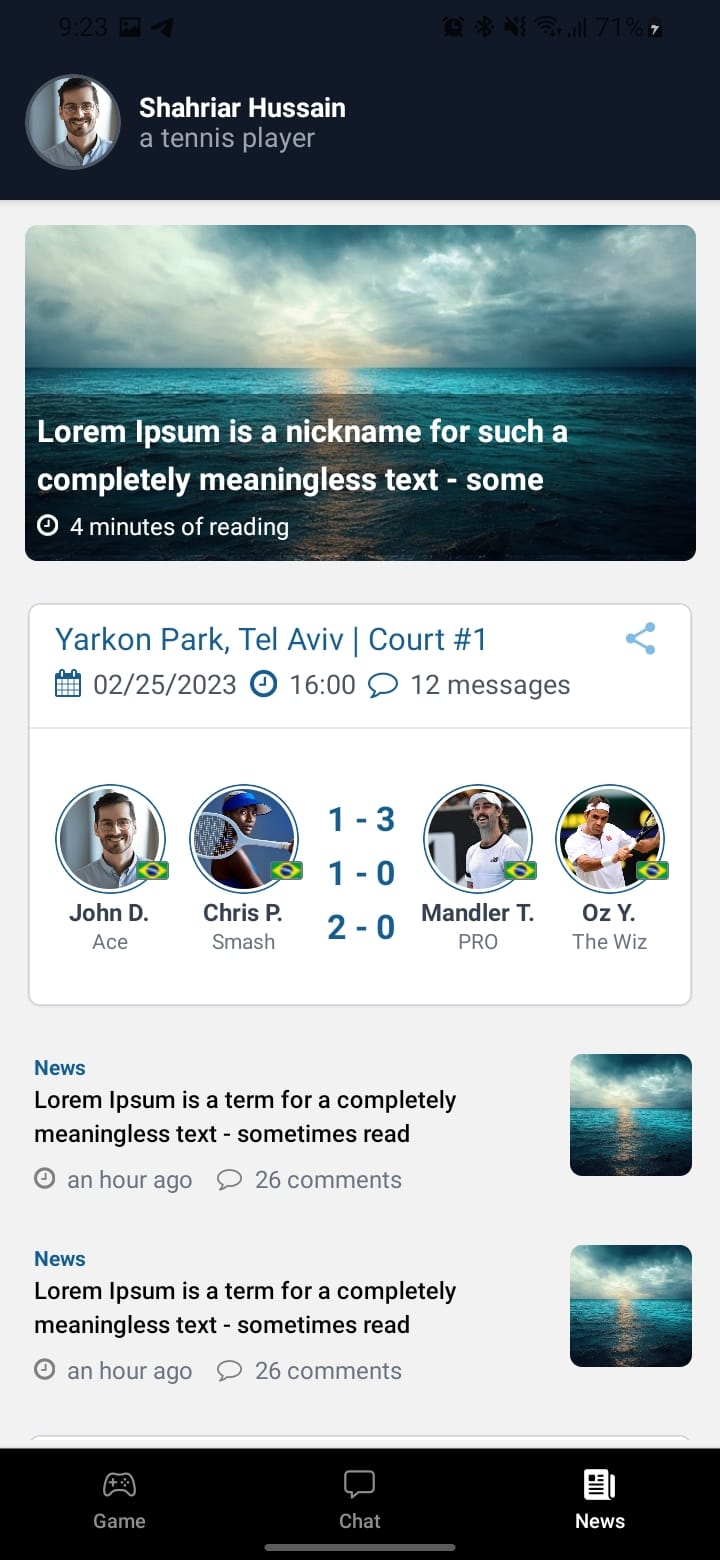 9:23 71%
Shahriar Hussain
a tennis player
Lorem Ipsum is a nickname for such a
completely meaningless text - some
4 minutes of reading
Yarkon Park, Tel Aviv | Court #1
02/25/2023 16:00 12 messages
1 - 3
1 - 0
2 - 0
John D. Chris P. Mandler T. Oz Y.
Ace Smash PRO The Wiz
News
Lorem Ipsum is a term for a completely
meaningless text - sometimes read
an hour ago 26 comments
News
Lorem Ipsum is a term for a completely
meaningless text - sometimes read
an hour ago 26 comments
Game Chat News